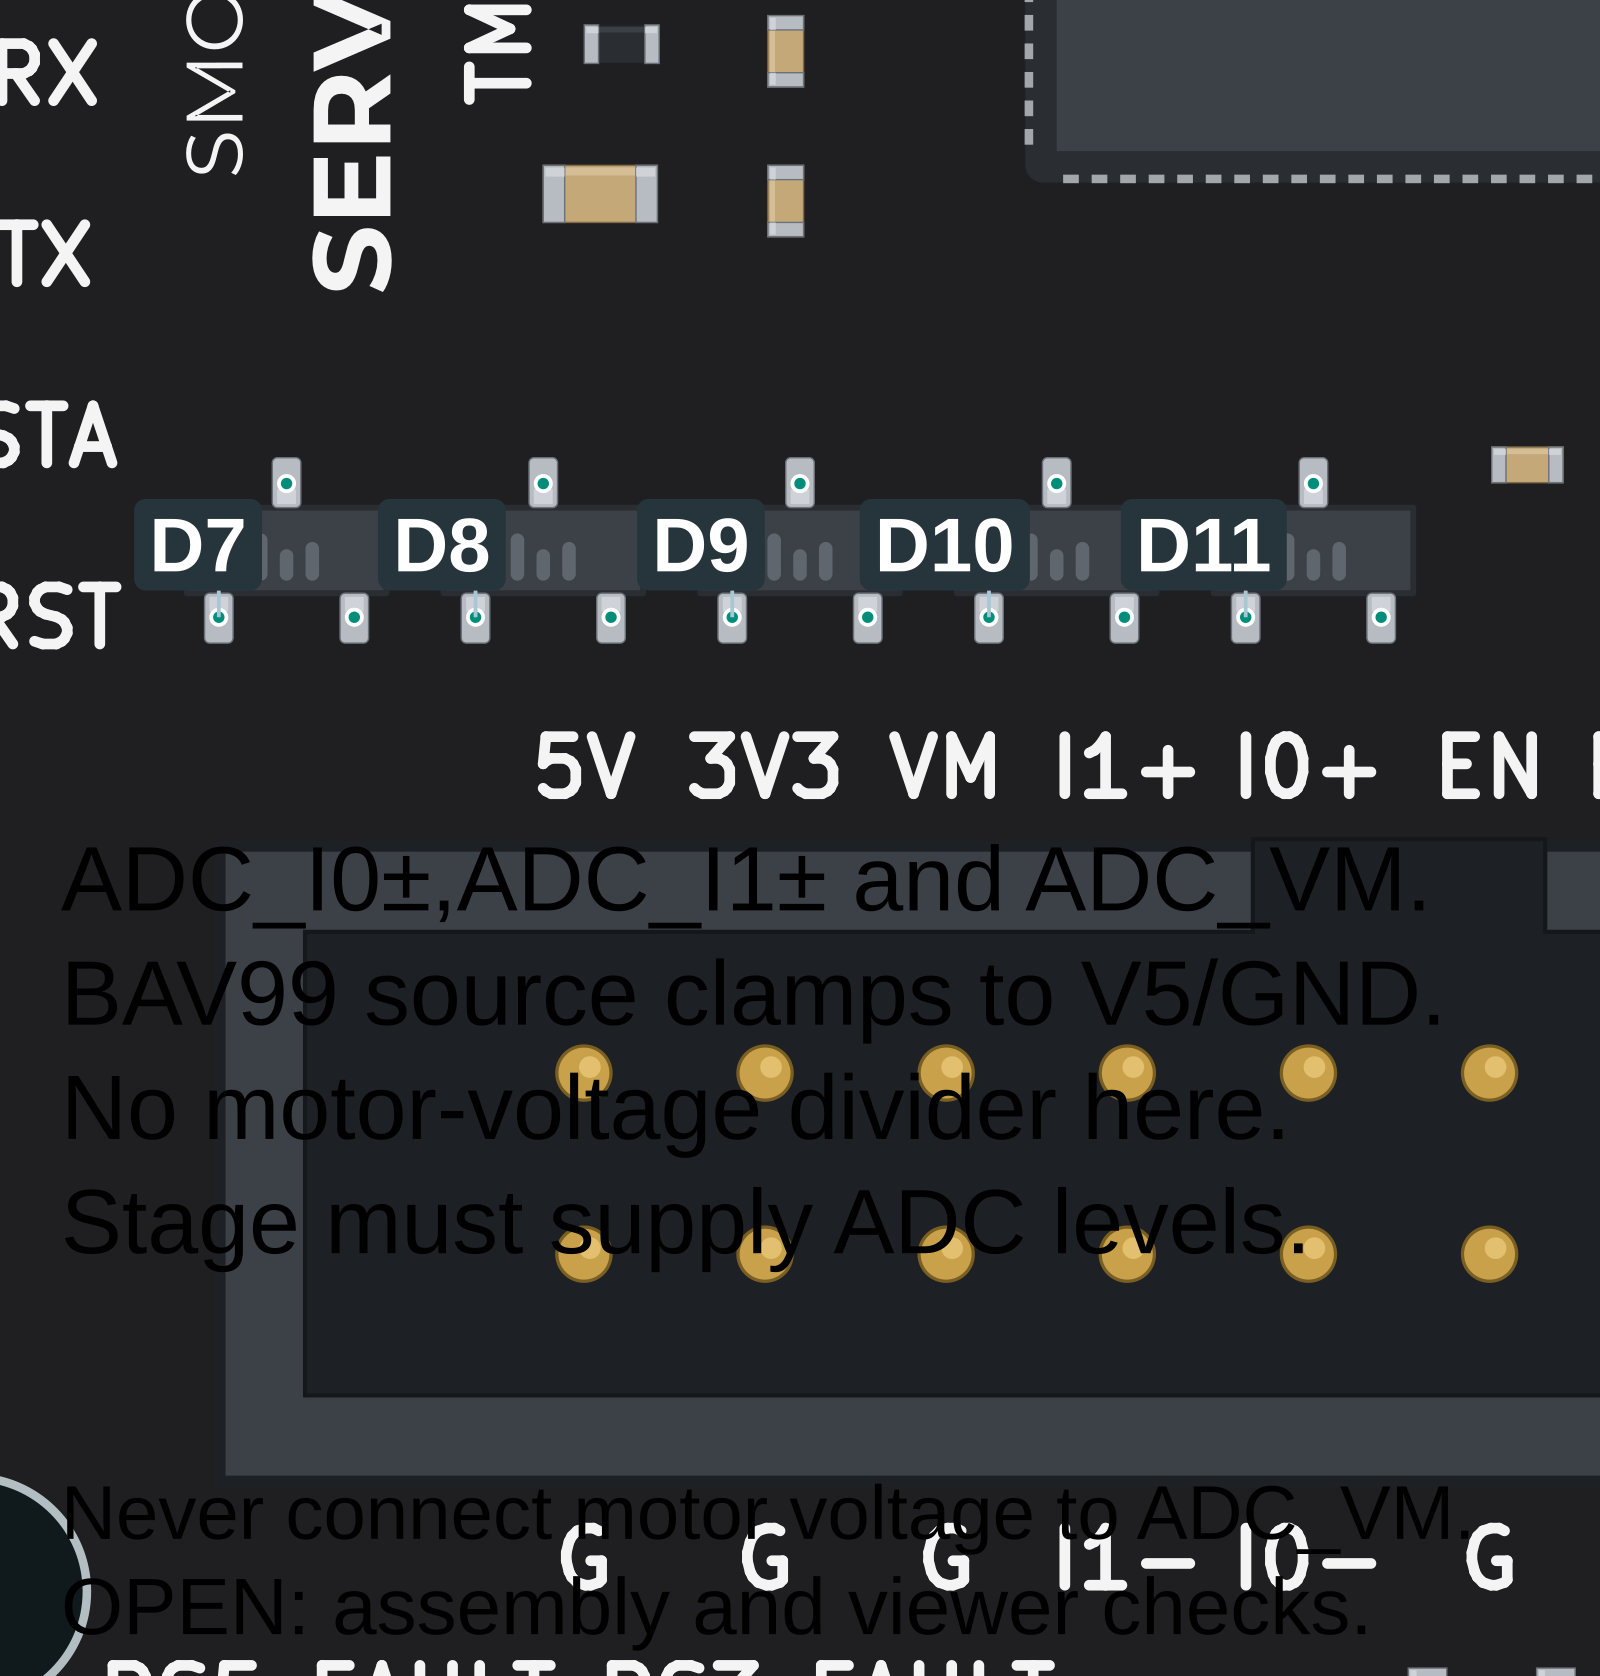 RX
SMO
SERV
TM
TX
STA
D7 D8 D9 D10 D11
RST
5V 3V3 VM I1+ I0+ EN
ADC_I0±,ADC_I1± and ADC_VM.
BAV99 source clamps to V5/GND.
No motor-voltage divider here.
Stage must supply ADC levels.
Never connect motor voltage to ADC_VM.
G G G I1- I0- G
OPEN: assembly and viewer checks.